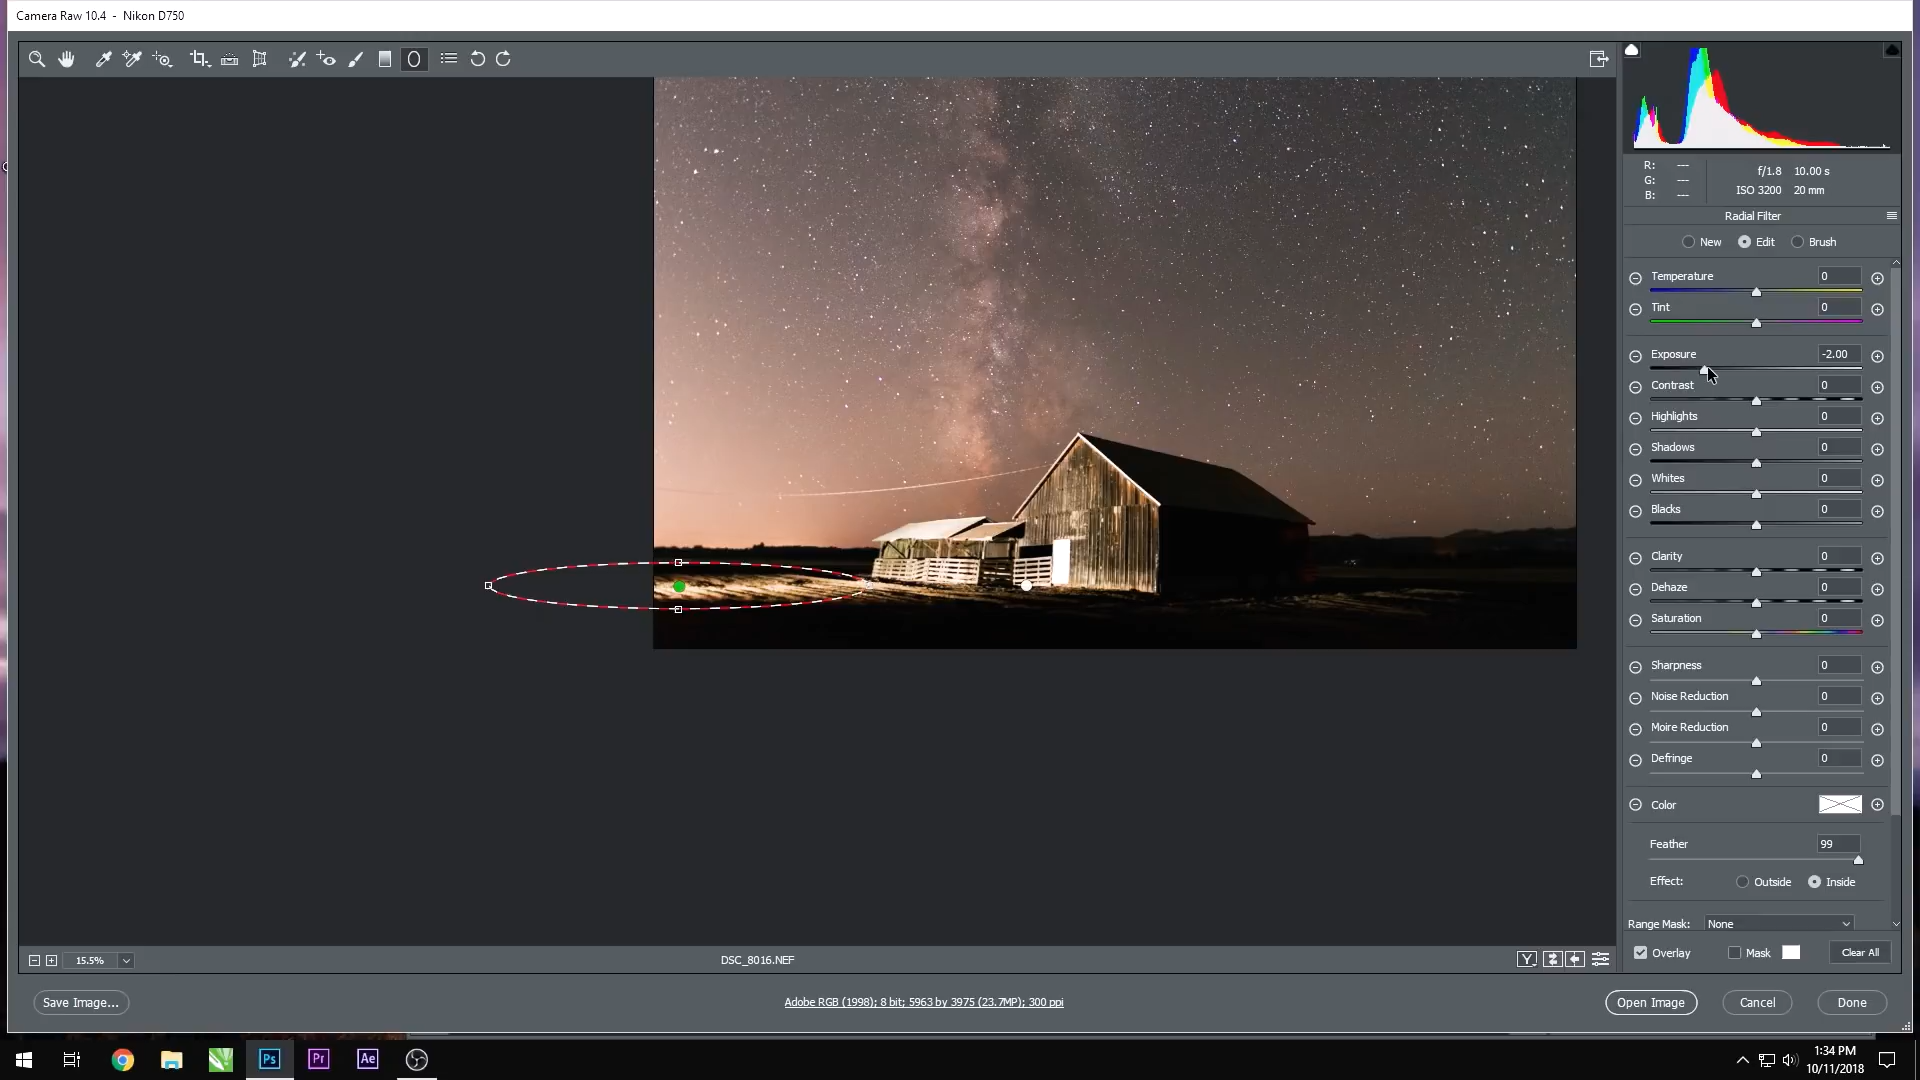 Camera Raw 10.4 - Nikon D750
R: ---
G: ---
B: ---
f/1.8 10.00 s
ISO 3200 20 mm
Radial Filter
New Edit Brush
Temperature 0
Tint 0
Exposure -2.00
Contrast 0
Highlights 0
Shadows 0
Whites 0
Blacks 0
Clarity 0
Dehaze 0
Saturation 0
Sharpness 0
Noise Reduction 0
Moire Reduction 0
Defringe 0
Color
Feather 99
Effect: Outside Inside
Range Mask: None
Overlay Mask Clear All
15.5% DSC_8016.NEF Y
Save Image... Adobe RGB (1998); 8 bit; 5963 by 3975 (23.7MP); 300 ppi Open Image Cancel Done
Ps Pr Ae
1:34 PM
10/11/2018